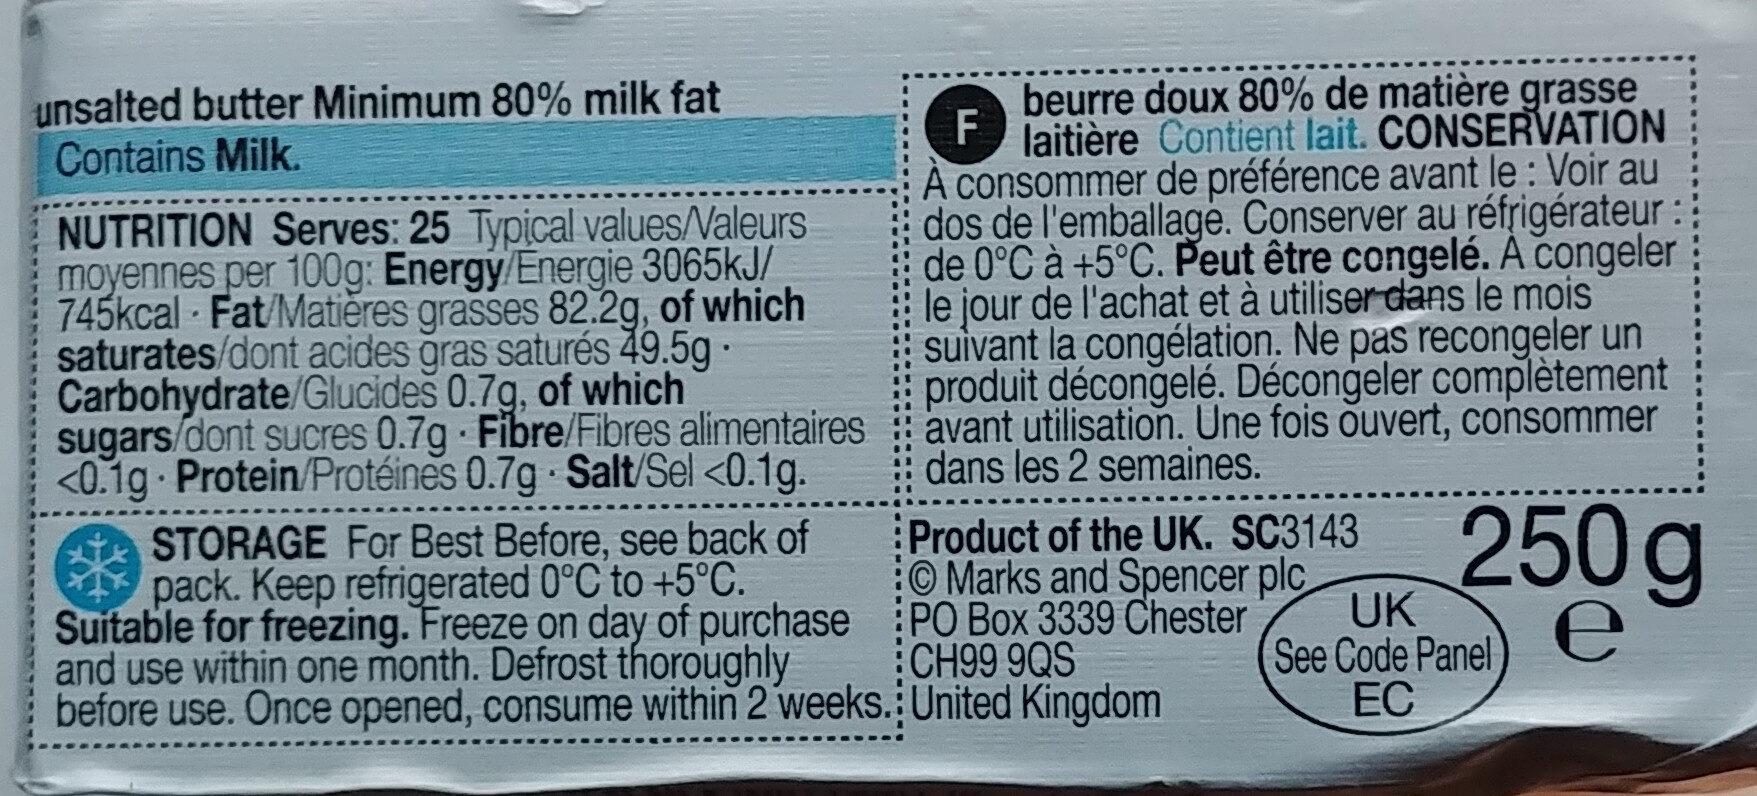 unsalted butter Minimum 80% milk fat
Contains Milk.
NUTRITION Serves: 25 Typical values/Valeurs
moyennes per 100g: Energy/Energie 3065kJ/
745kcal · Fat/Matières grasses 82.2g, of which
saturates/dont acides gras saturés 49.5g ·
Carbohydrate/Glucides 0.7g, of which
sugars/dont sucres 0.7g · Fibre/Fibres alimentaires
<0.1g · Protein/Protéines 0.7g · Salt/Sel <0.1g.
STORAGE For Best Before, see back of
pack. Keep refrigerated 0°C to +5°C.
Suitable for freezing. Freeze on day of purchase
and use within one month. Defrost thoroughly
before use. Once opened, consume within 2 weeks.
F
beurre doux 80% de matière grasse
laitière Contient lait. CONSERVATION
À consommer de préférence avant le : Voir au
dos de l'emballage. Conserver au réfrigérateur :
de 0°C à +5°C. Peut être congelé. À congeler
le jour de l'achat et à utiliser dans le mois
suivant la congélation. Ne pas recongeler un
produit décongelé. Décongeler complètement
avant utilisation. Une fois ouvert, consommer
dans les 2 semaines.
Product of the UK. SC3143
© Marks and Spencer plc
PO Box 3339 Chester
CH99 9QS
United Kingdom
UK
See Code Panel
EC
250g
e